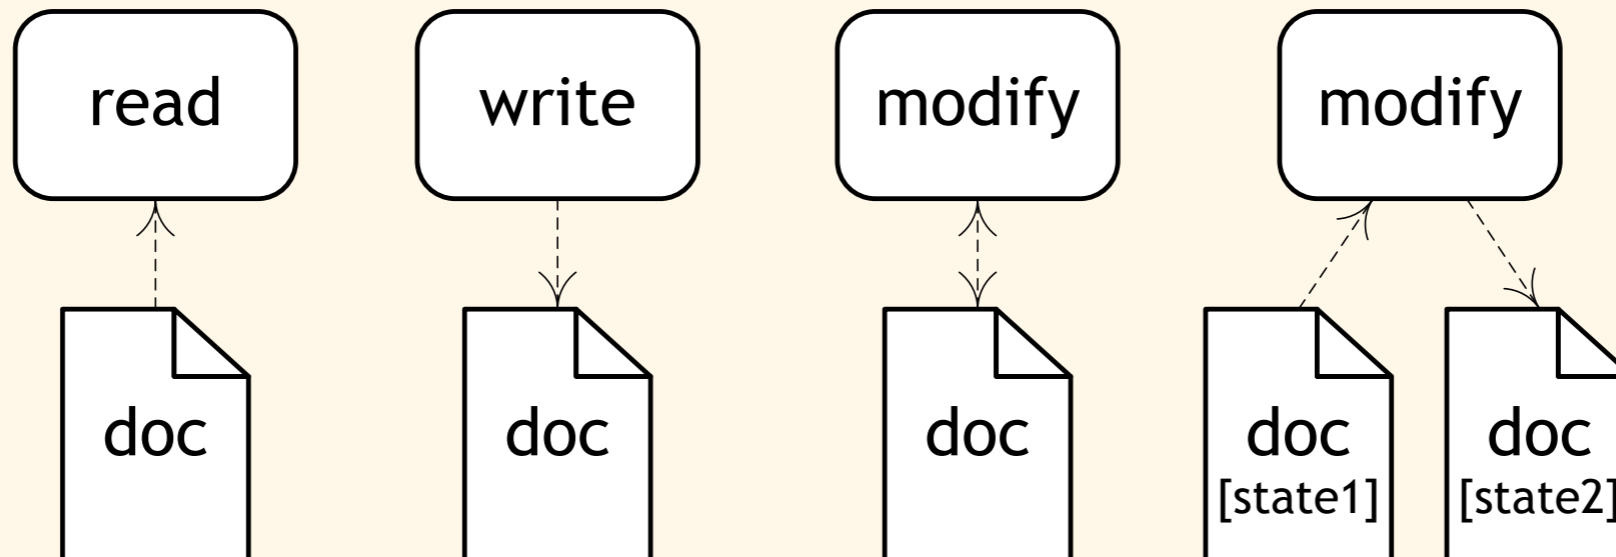 read
write
modify
modify
doc
doc
doc
doc
[state1]
doc
[state2]